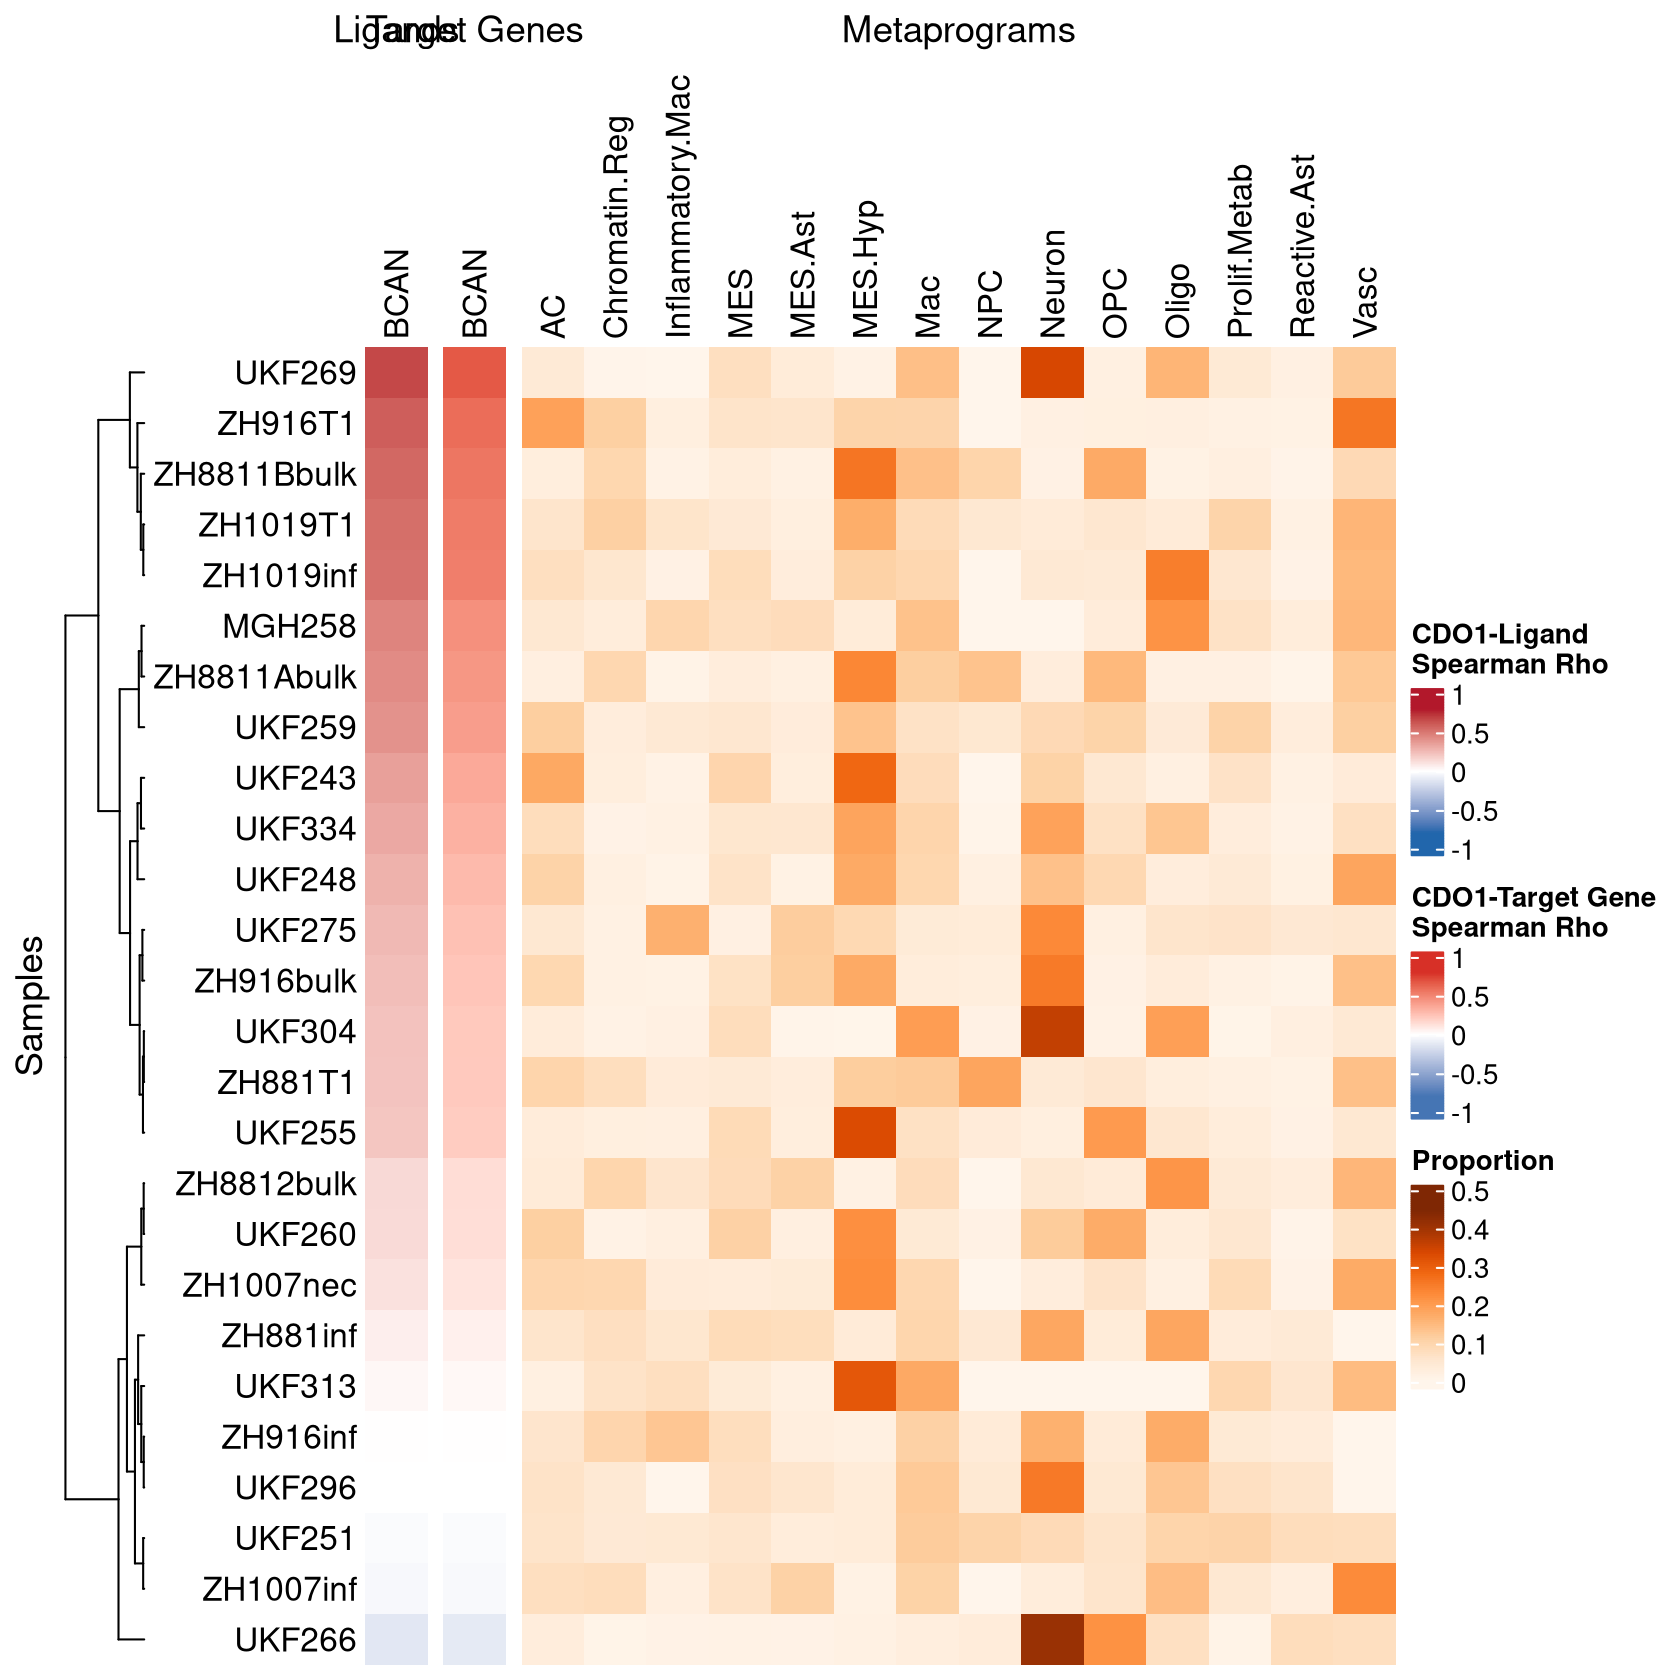 Ligands Target Genes Metaprograms
BCAN BCAN AC Chromatin.Reg Inflammatory.Mac MES MES.Ast MES.Hyp Mac NPC Neuron OPC Oligo Prolif.Metab Reactive.Ast Vasc
Samples
UKF269
ZH916T1
ZH8811Bbulk
ZH1019T1
ZH1019inf
MGH258
ZH8811Abulk
UKF259
UKF243
UKF334
UKF248
UKF275
ZH916bulk
UKF304
ZH881T1
UKF255
ZH8812bulk
UKF260
ZH1007nec
ZH881inf
UKF313
ZH916inf
UKF296
UKF251
ZH1007inf
UKF266
CDO1-Ligand
Spearman Rho
1
0.5
0
-0.5
-1
CDO1-Target Gene
Spearman Rho
1
0.5
0
-0.5
-1
Proportion
0.5
0.4
0.3
0.2
0.1
0